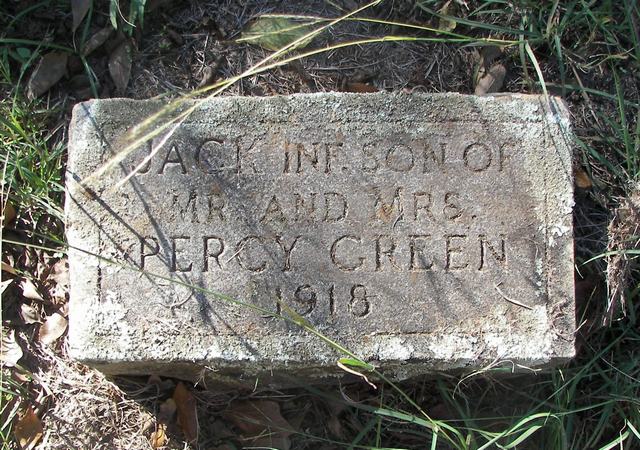 JACK INF. SON OF
MR. AND MRS.
PERCY GREEN
1918